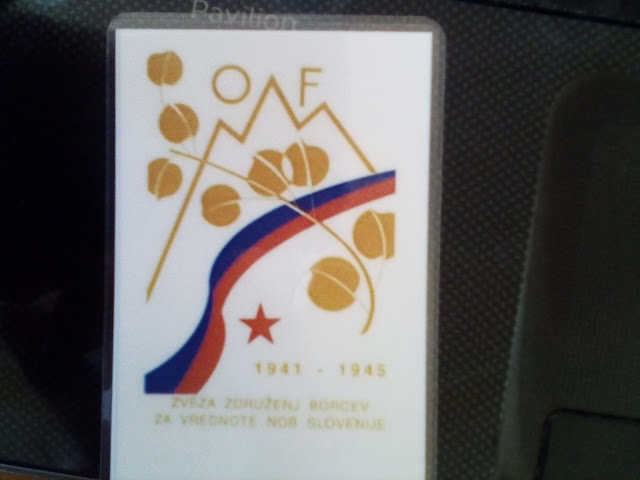 Pavilion
OF
1941 - 1945
ZVEZA ZDRUŽENJ BORCEV
ZA VREDNOTE NOB SLOVENIJE